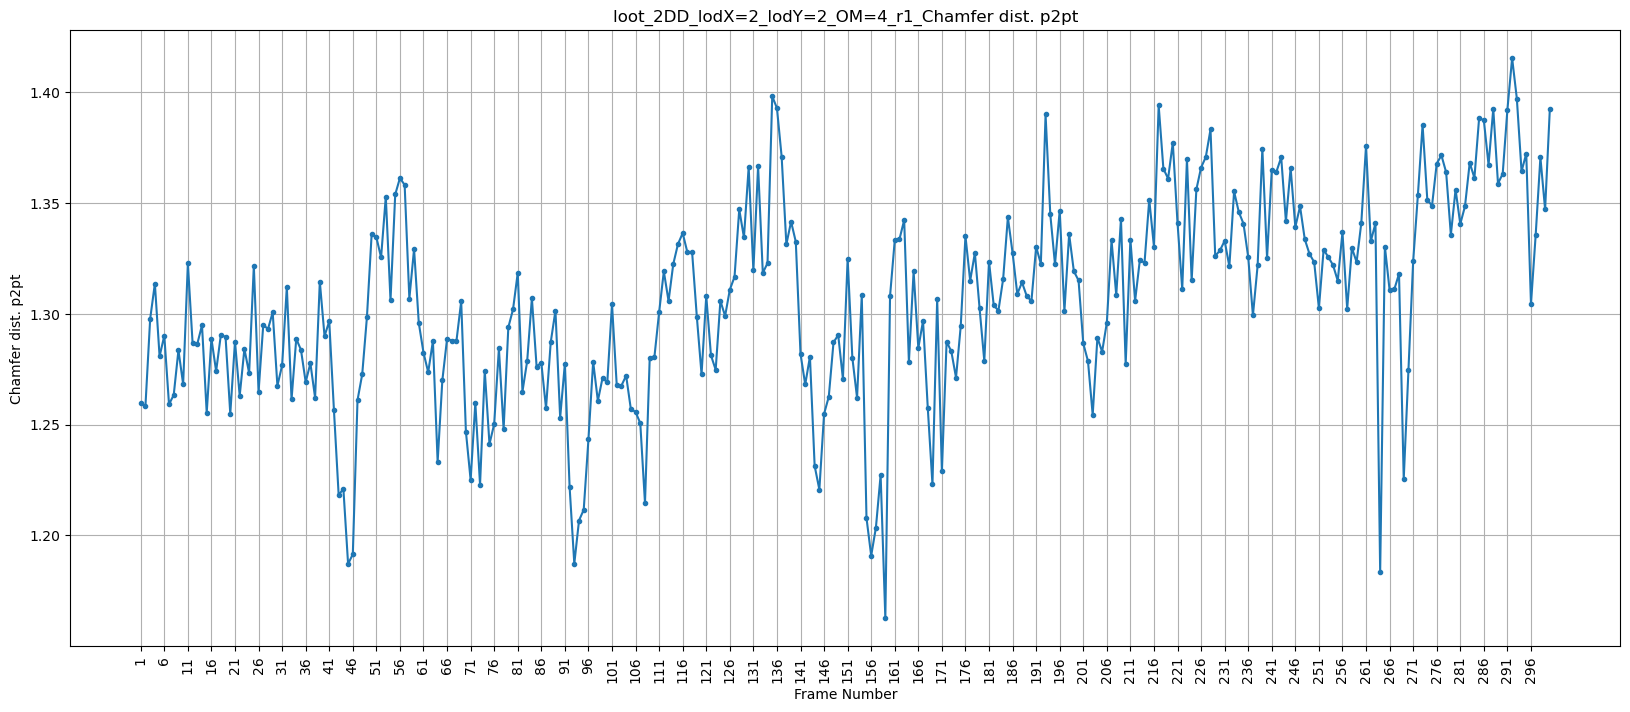 loot_2DD_lodX=2_lodY=2_OM=4_r1_Chamfer dist. p2pt
Chamfer dist. p2pt
1.40
1.35
1.30
1.25
1.20
1 6 11 16 21 26 31 36 41 46 51 56 61 66 71 76 81 86 91 96 101 106 111 116 121 126 131 136 141 146 151 156 161 166 171 176 181 186 191 196 201 206 211 216 221 226 231 236 241 246 251 256 261 266 271 276 281 286 291 296
Frame Number